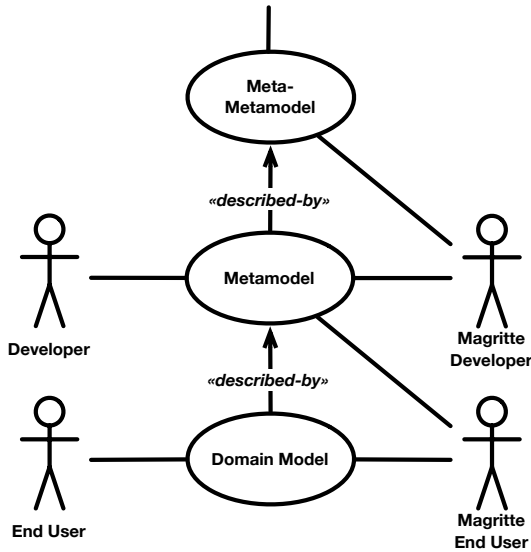 Meta-
Metamodel
«described-by»
Metamodel
Developer
Magritte
Developer
«described-by»
Domain Model
End User
Magritte
End User